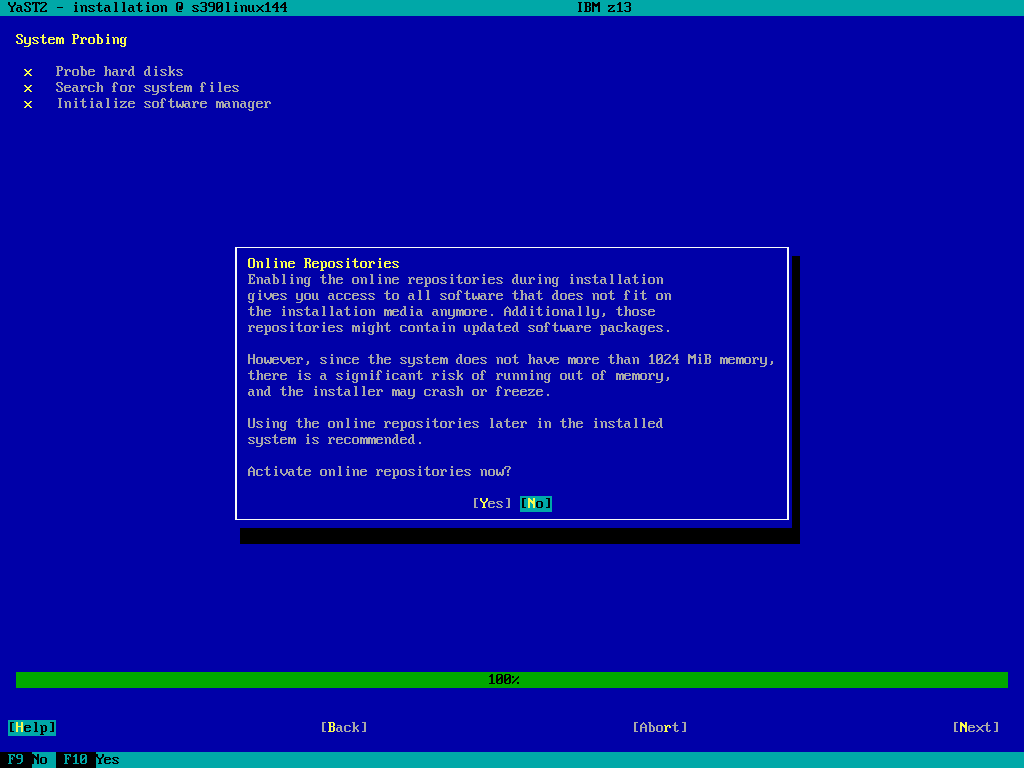 YaST2 - installation @ s390linux144 IBM z13
System Probing
x Probe hard disks
x Search for system files
x Initialize software manager
Online Repositories
Enabling the online repositories during installation
gives you access to all software that does not fit on
the installation media anymore. Additionally, those
repositories might contain updated software packages.
However, since the system does not have more than 1024 MiB memory,
there is a significant risk of running out of memory,
and the installer may crash or freeze.
Using the online repositories later in the installed
system is recommended.
Activate online repositories now?
[Yes] [No]
100%
[Help] [Back] [Abort] [Next]
F9 No F10 Yes